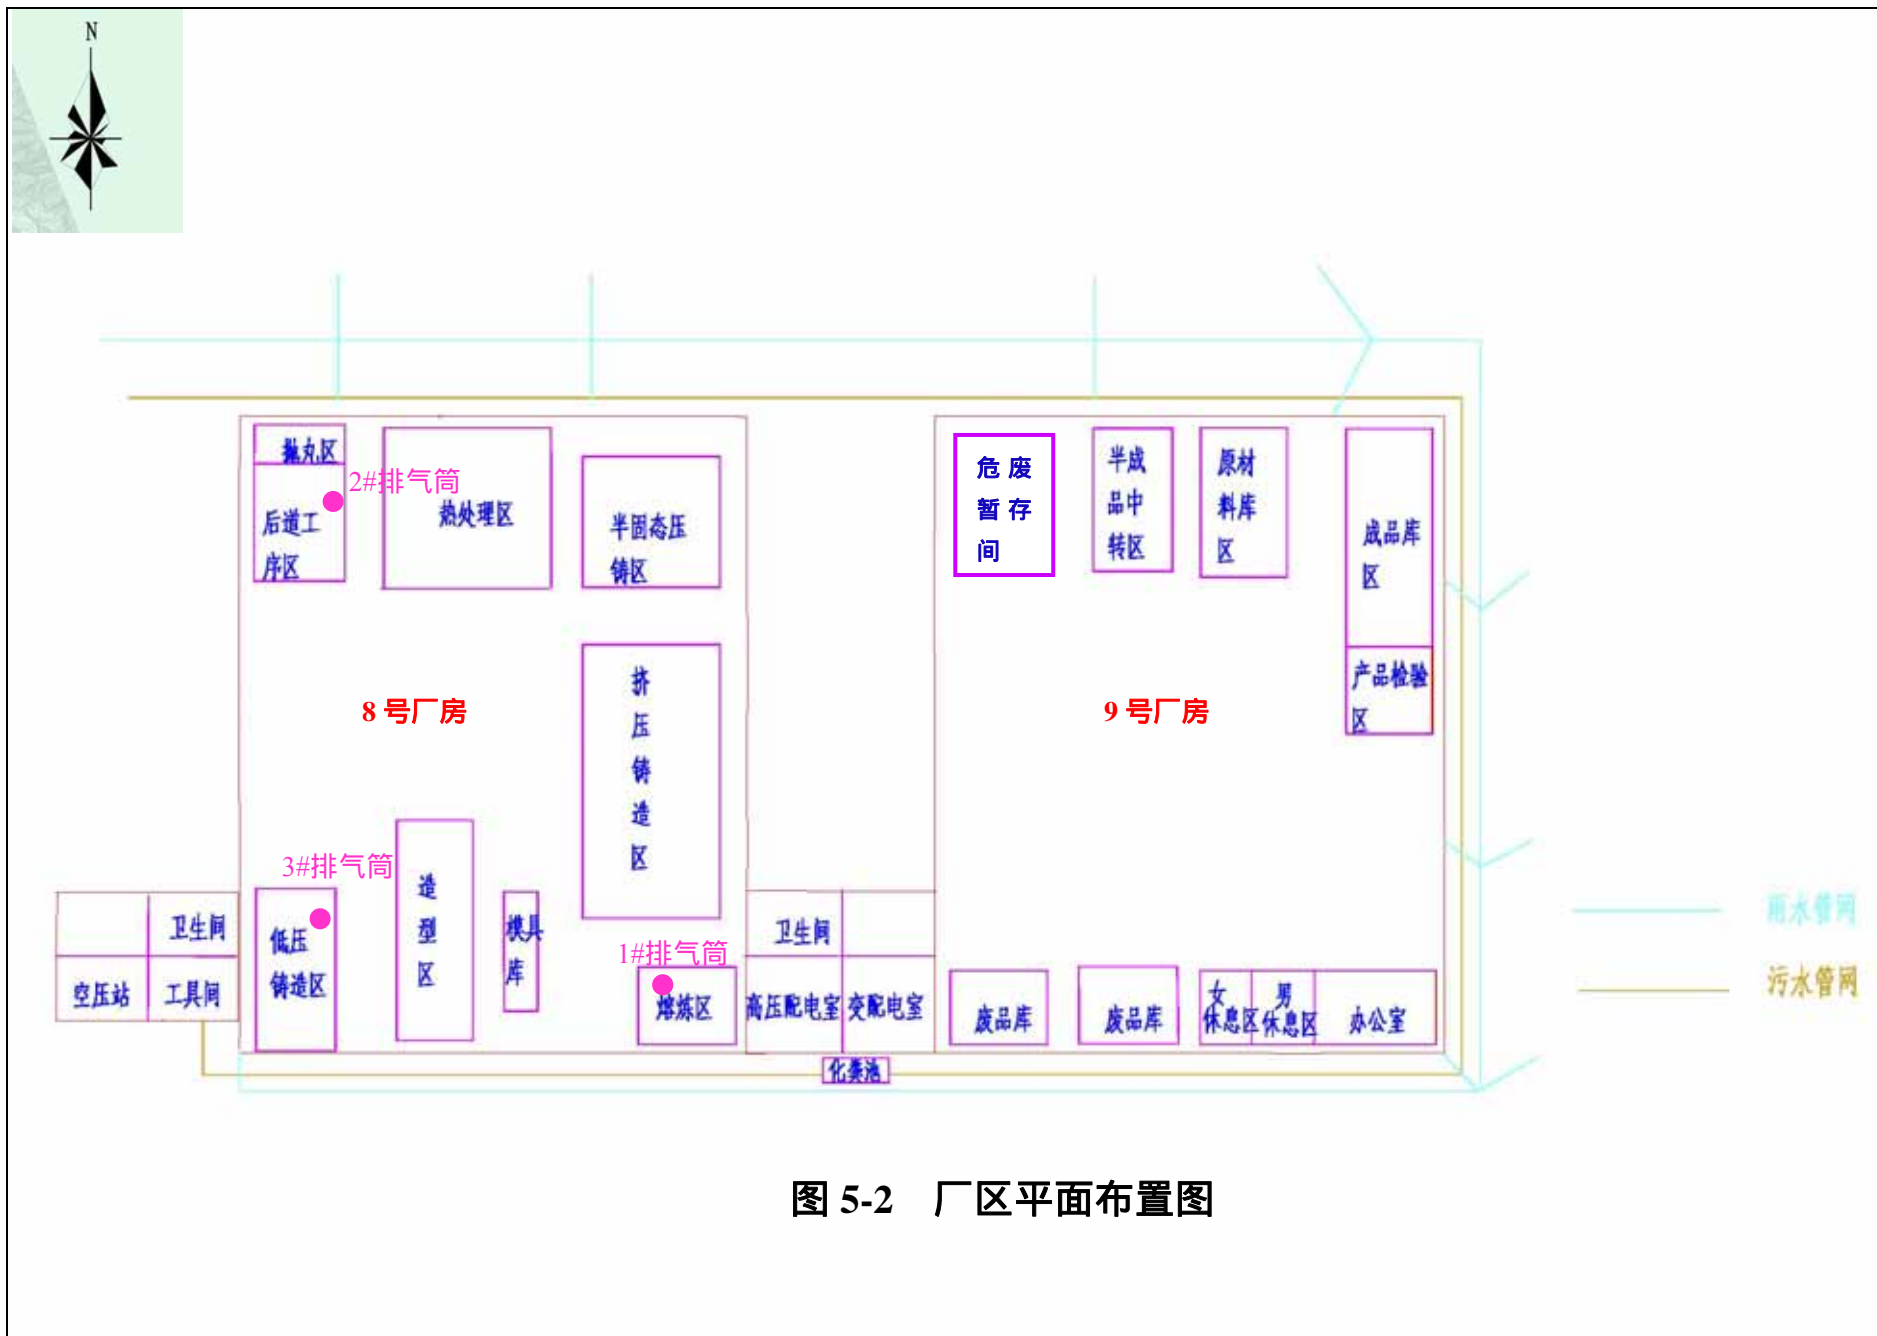 N
抛丸区
2#排气筒
后道工
序区
热处理区
半固态压
铸区
危 废
暂 存
间
半成
品中
转区
原材
料库
区
成品库
区
产品检验
区
8 号厂房
9 号厂房
挤
压
铸
造
区
3#排气筒
造
型
区
模具
库
低压
铸造区
卫生间
空压站
工具间
1#排气筒
熔炼区
卫生间
高压配电室
变配电室
废品库
废品库
女
休息区
男
休息区
办公室
化粪池
雨水管网
污水管网
图 5-2 厂区平面布置图